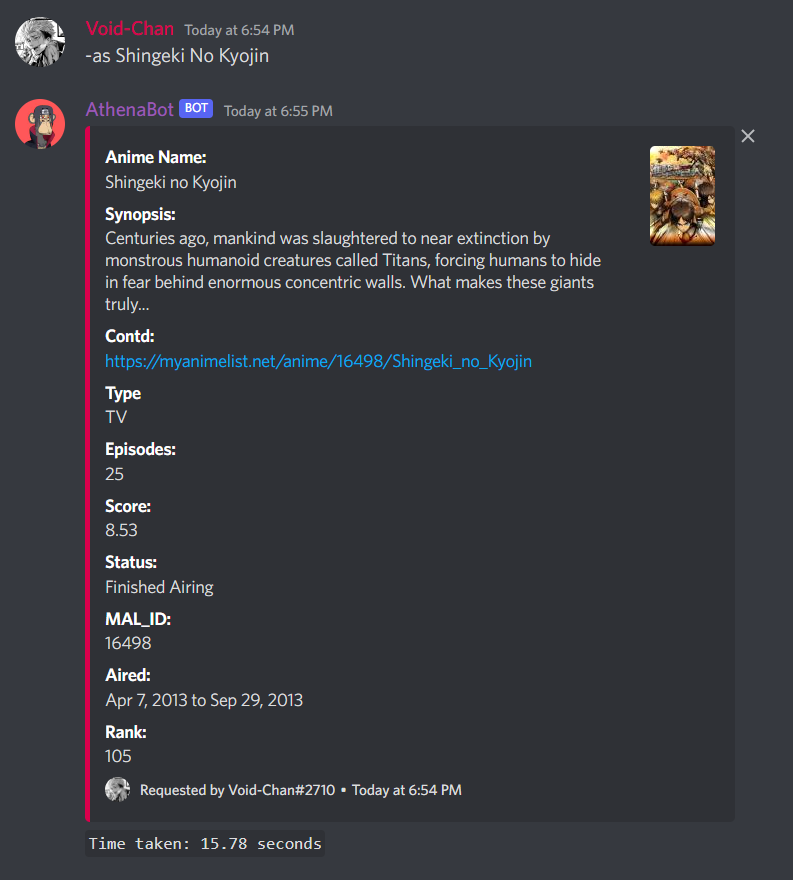 Void-Chan Today at 6:54 PM
-as Shingeki No Kyojin
AthenaBot BOT Today at 6:55 PM
Anime Name:
Shingeki no Kyojin
Synopsis:
Centuries ago, mankind was slaughtered to near extinction by
monstrous humanoid creatures called Titans, forcing humans to hide
in fear behind enormous concentric walls. What makes these giants
truly...
Contd:
https://myanimelist.net/anime/16498/Shingeki_no_Kyojin
Type
TV
Episodes:
25
Score:
8.53
Status:
Finished Airing
MAL_ID:
16498
Aired:
Apr 7, 2013 to Sep 29, 2013
Rank:
105
Requested by Void-Chan#2710 • Today at 6:54 PM
Time taken: 15.78 seconds